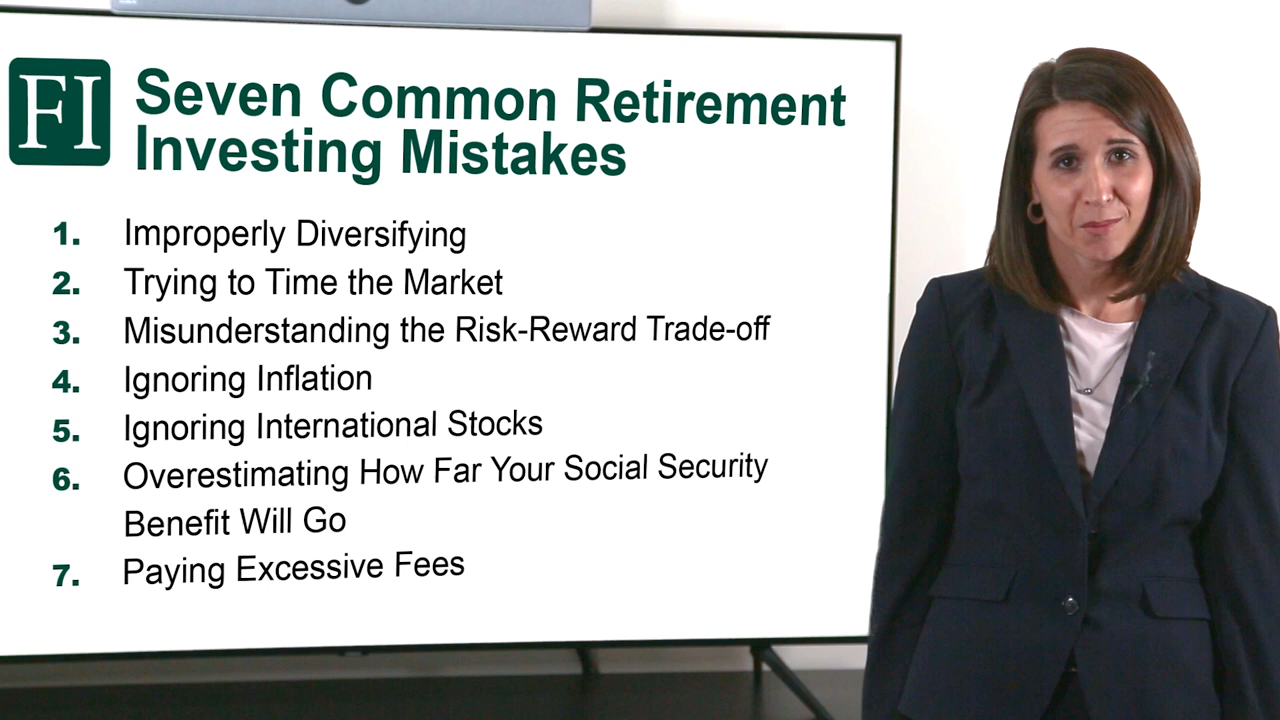 FI
Seven Common Retirement
Investing Mistakes
1. Improperly Diversifying
2. Trying to Time the Market
3. Misunderstanding the Risk-Reward Trade-off
4. Ignoring Inflation
5. Ignoring International Stocks
6. Overestimating How Far Your Social Security
Benefit Will Go
7. Paying Excessive Fees